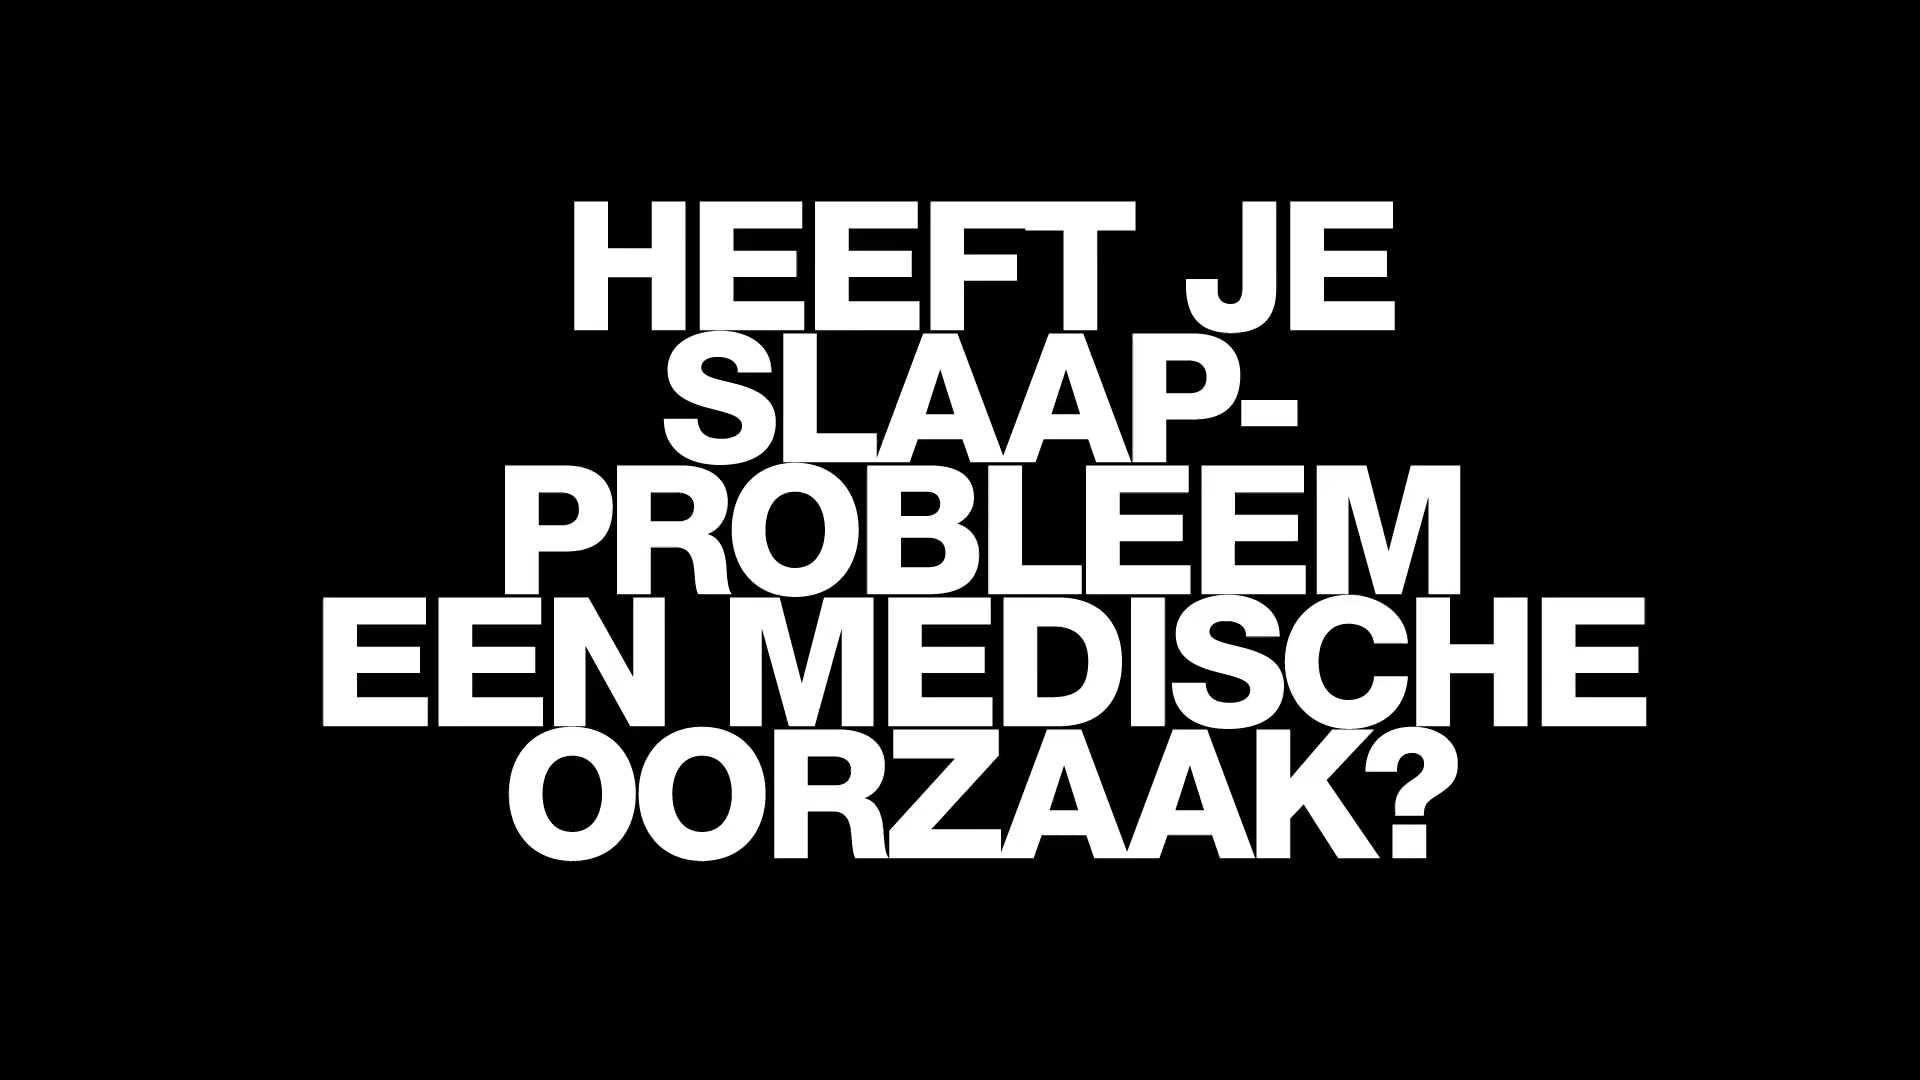 HEEFT JE
SLAAP-
PROBLEEM
EEN MEDISCHE
OORZAAK?